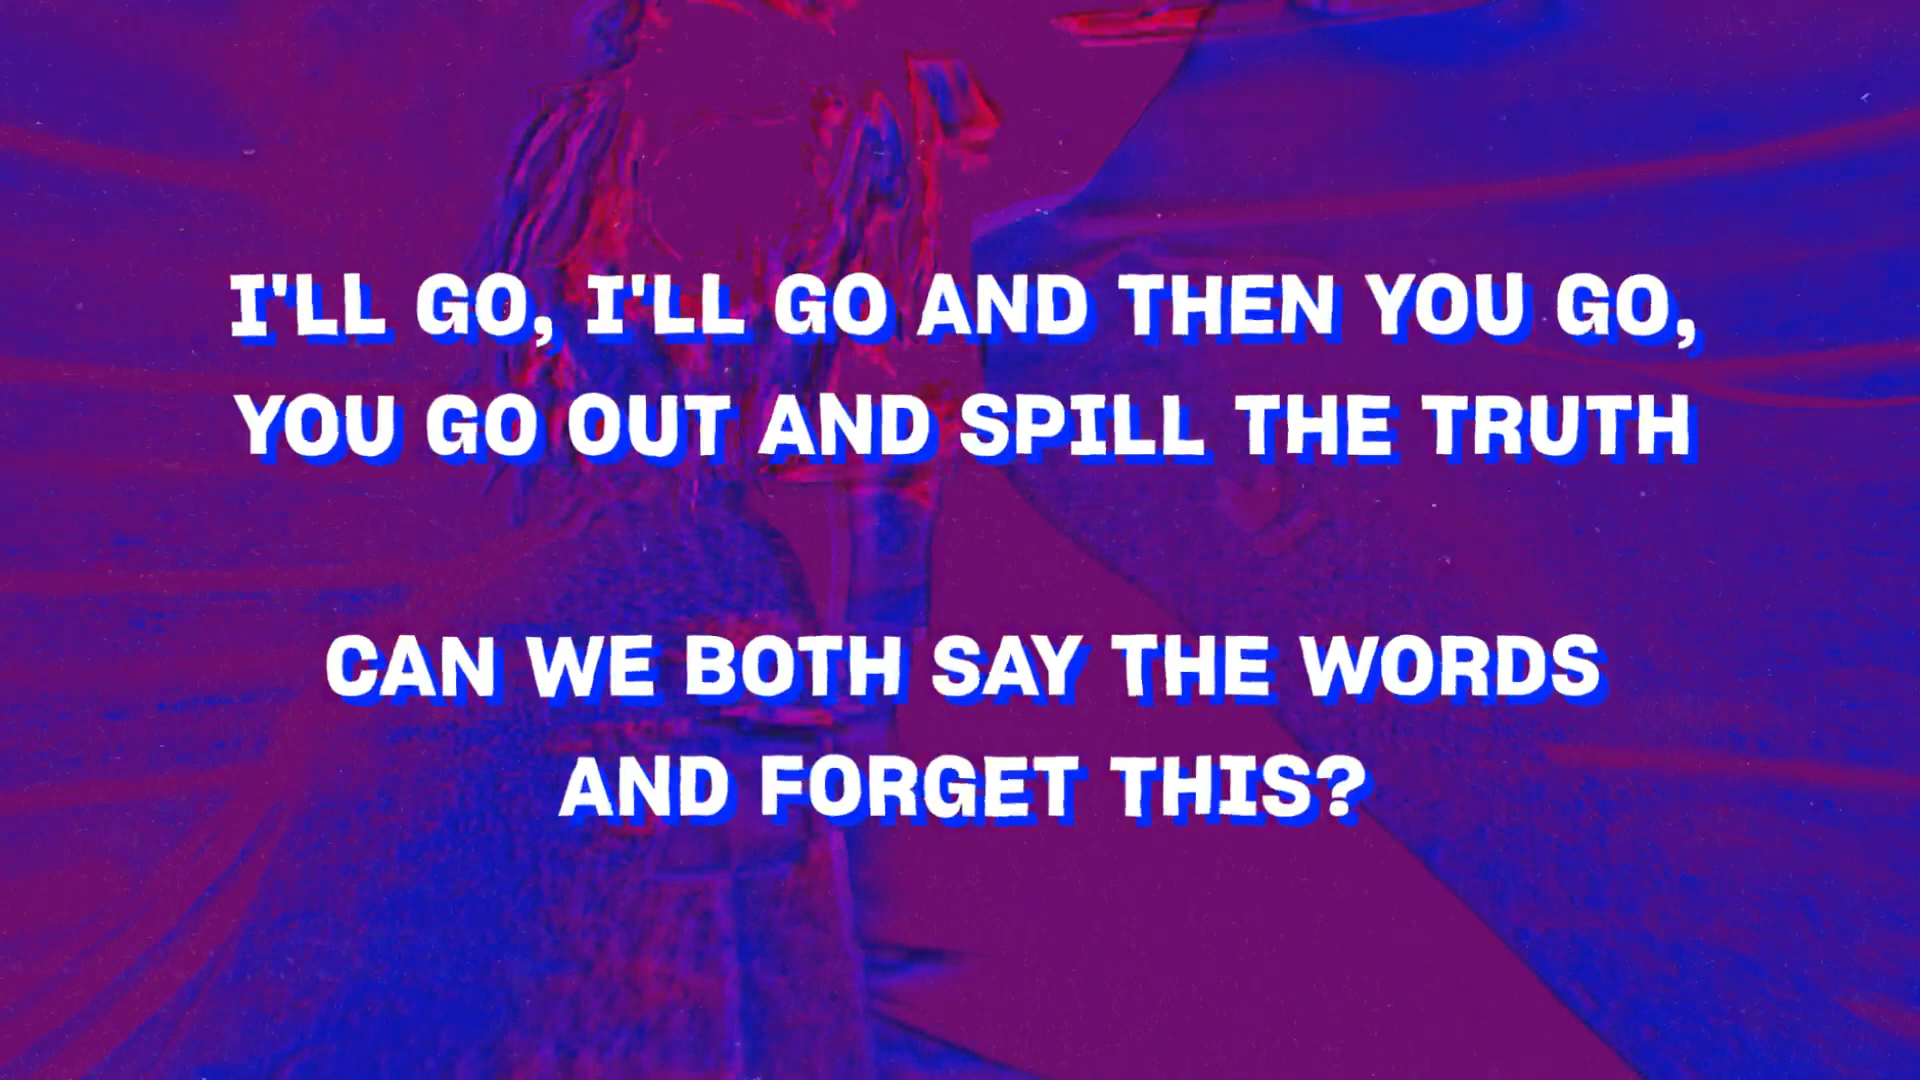 I'LL GO, I'LL GO AND THEN YOU GO,
YOU GO OUT AND SPILL THE TRUTH
CAN WE BOTH SAY THE WORDS
AND FORGET THIS?